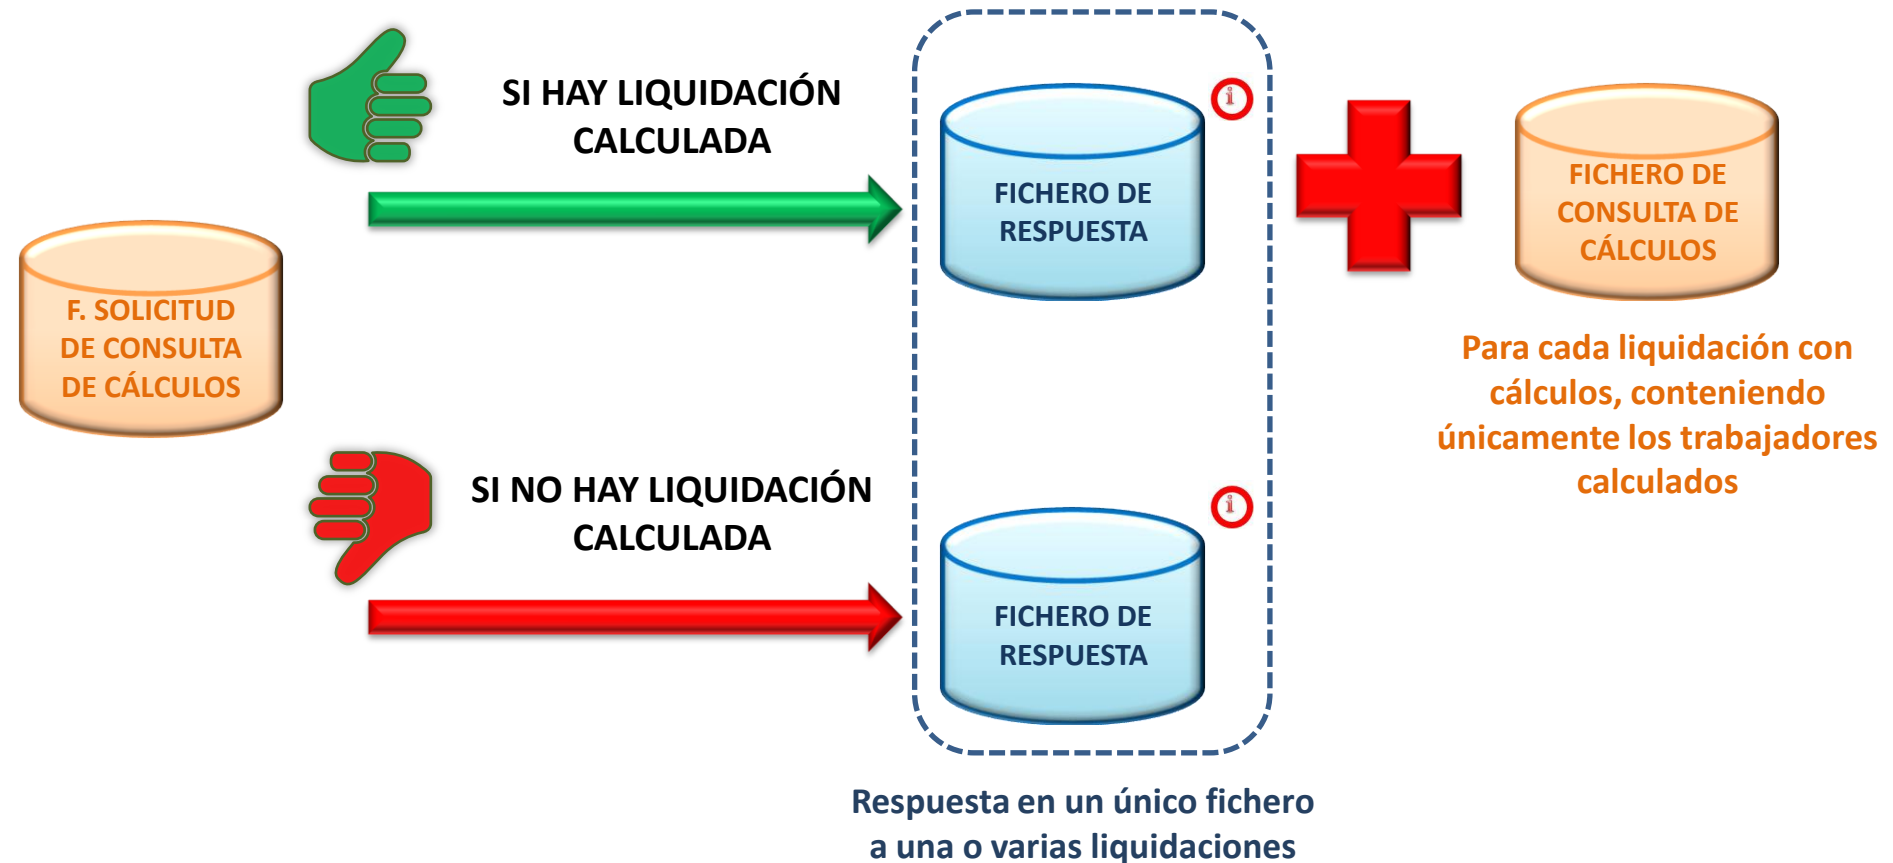 SI HAY LIQUIDACIÓN
CALCULADA
i
FICHERO DE
RESPUESTA
FICHERO DE
CONSULTA DE
CÁLCULOS
F. SOLICITUD
DE CONSULTA
DE CÁLCULOS
Para cada liquidación con
cálculos, conteniendo
únicamente los trabajadores
calculados
SI NO HAY LIQUIDACIÓN
CALCULADA
i
FICHERO DE
RESPUESTA
Respuesta en un único fichero
a una o varias liquidaciones